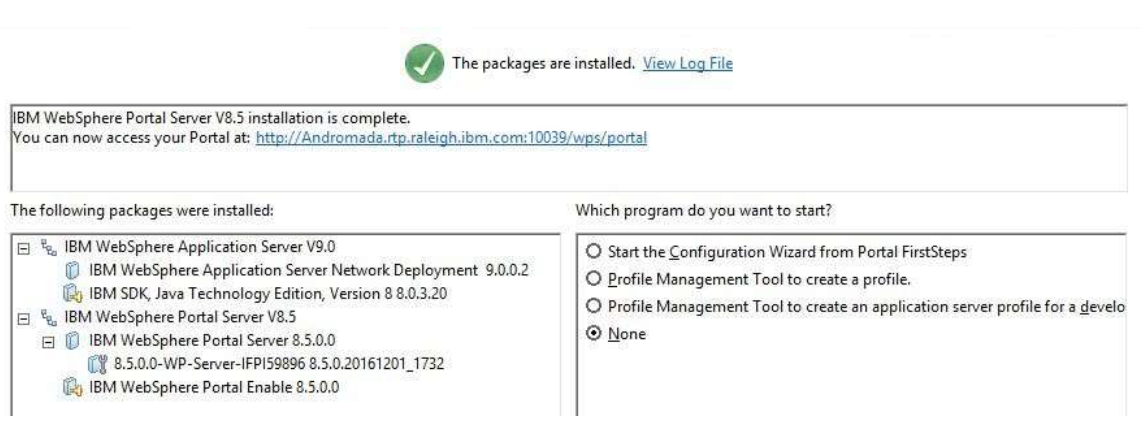 The packages are installed. View Log File
IBM WebSphere Portal Server V8.5 installation is complete.
You can now access your Portal at: http://Andromada.rtp.raleigh.ibm.com:10039/wps/portal
The following packages were installed:
IBM WebSphere Application Server V9.0
IBM WebSphere Application Server Network Deployment 9.0.0.2
IBM SDK, Java Technology Edition, Version 8 8.0.3.20
IBM WebSphere Portal Server V8.5
IBM WebSphere Portal Server 8.5.0.0
8.5.0.0-WP-Server-IFPI59896 8.5.0.20161201_1732
IBM WebSphere Portal Enable 8.5.0.0
Which program do you want to start?
Start the Configuration Wizard from Portal FirstSteps
Profile Management Tool to create a profile.
Profile Management Tool to create an application server profile for a develo
None